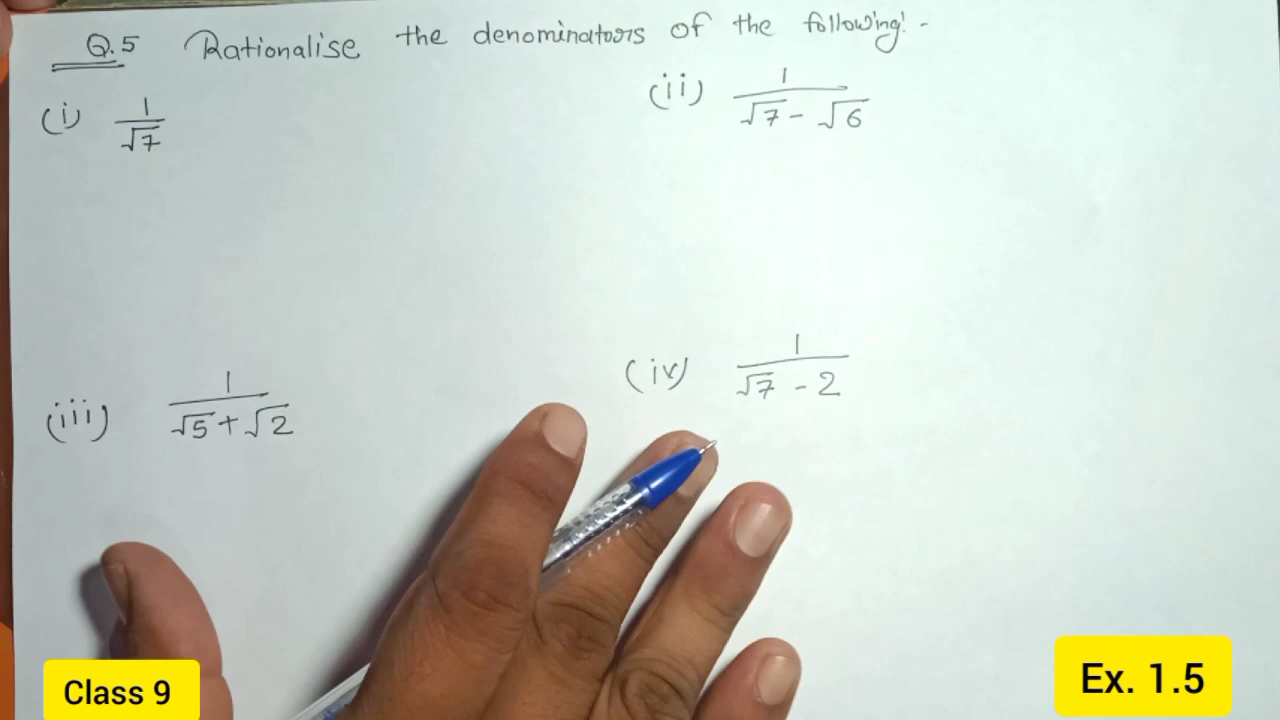 Q.5 Rationalise the denominators of the following:-
(i) 1/√7
(ii) 1/(√7 - √6)
(iii) 1/(√5 + √2)
(iv) 1/(√7 - 2)
Class 9
Ex. 1.5